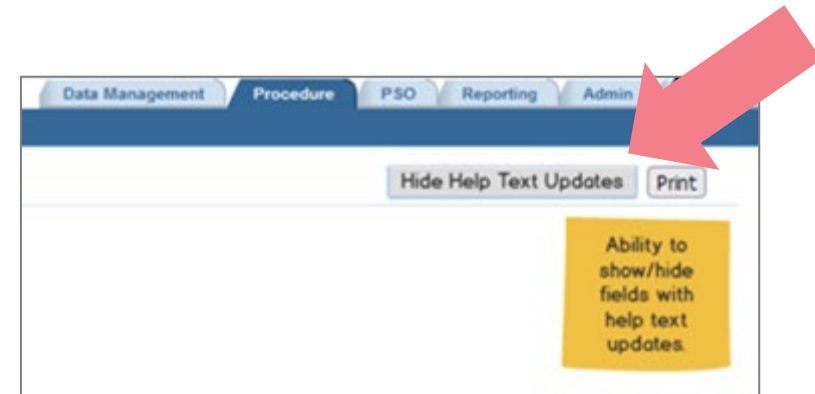 Data Management Procedure PSO Reporting Admin
Hide Help Text Updates Print
Ability to
show/hide
fields with
help text
updates.